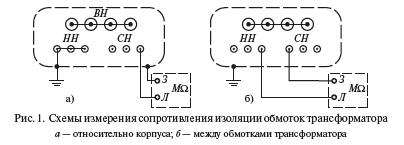 ВН
НН СН НН СН
З З
МΩ МΩ
Л Л
а) б)
Рис. 1. Схемы измерения сопротивления изоляции обмоток трансформатора
а — относительно корпуса; б — между обмотками трансформатора